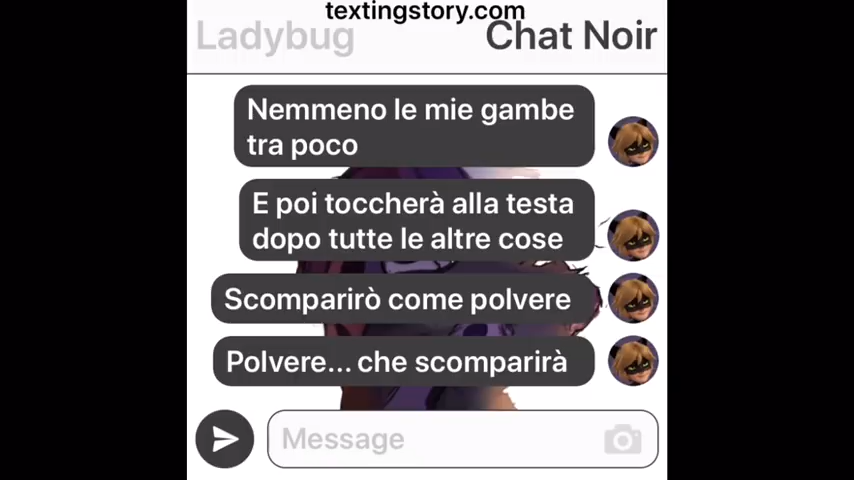 textingstory.com
Ladybug
Chat Noir
Nemmeno le mie gambe
tra poco
E poi toccherà alla testa
dopo tutte le altre cose
Scomparirò come polvere
Polvere... che scomparirà
Message